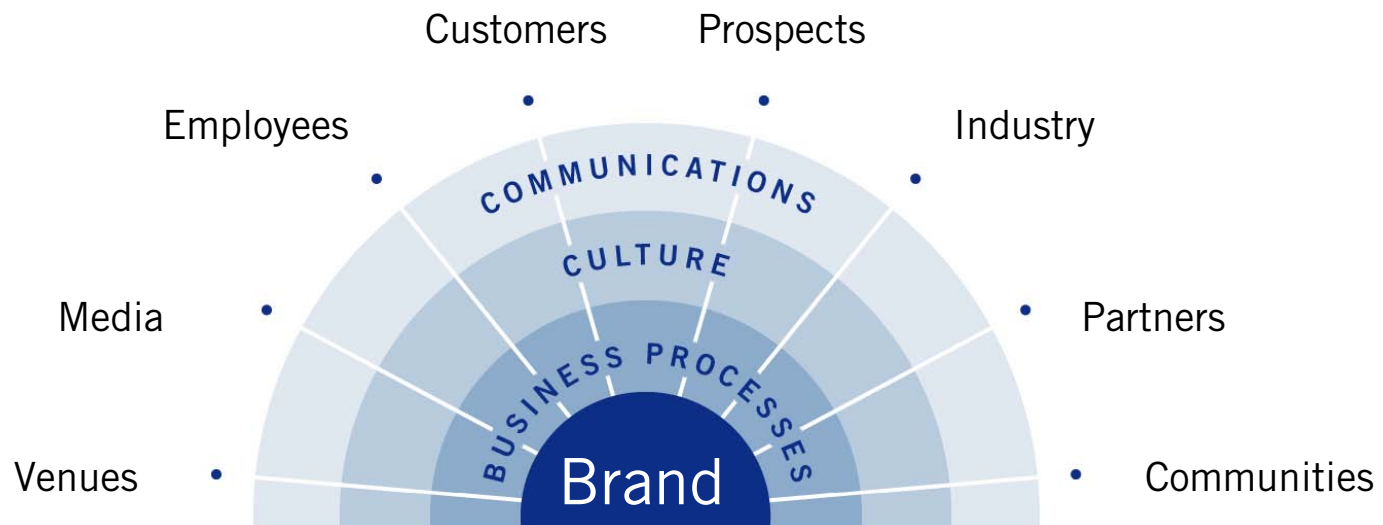 Customers
Prospects
Employees
Industry
COMMUNICATIONS
CULTURE
Media
Partners
BUSINESS PROCESSES
Venues
Brand
Communities